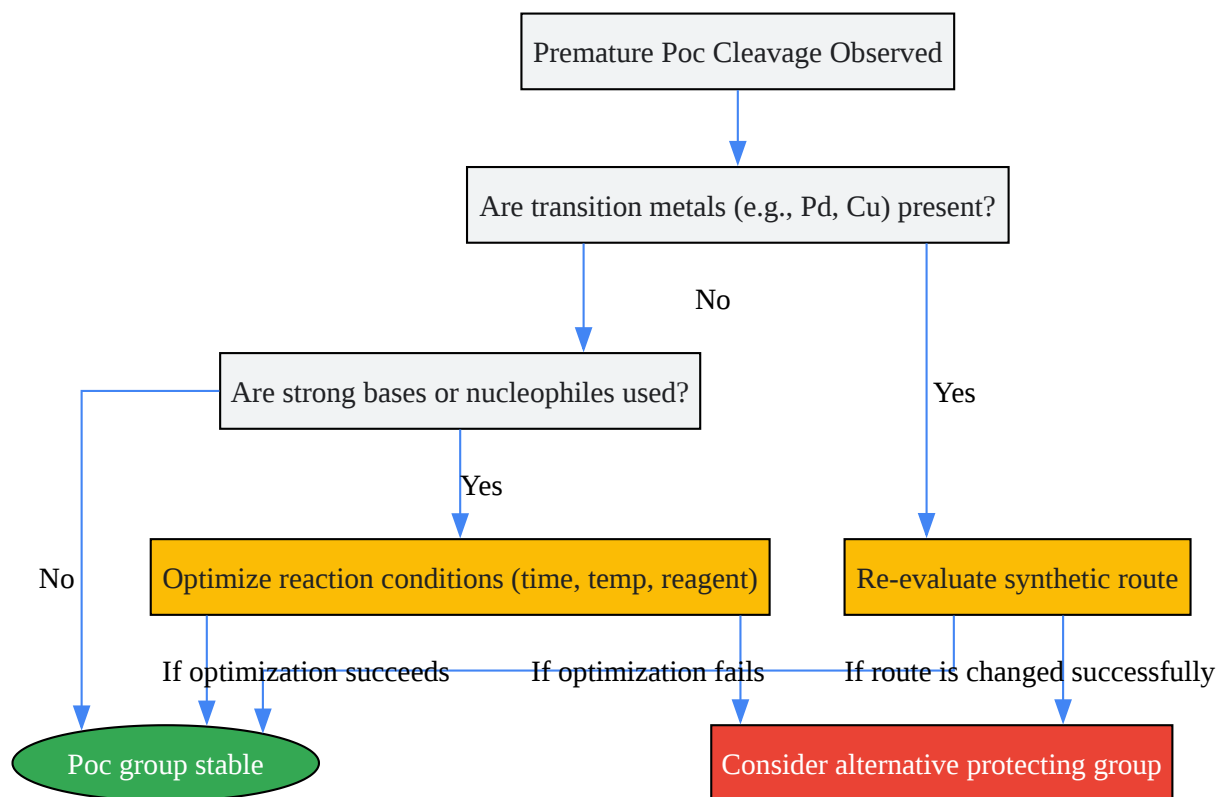 Premature Poc Cleavage Observed
Are transition metals (e.g., Pd, Cu) present?
No
Are strong bases or nucleophiles used?
Yes
Yes
No
Optimize reaction conditions (time, temp, reagent)
Re-evaluate synthetic route
If optimization succeeds
If optimization fails
If route is changed successfully
Poc group stable
Consider alternative protecting group